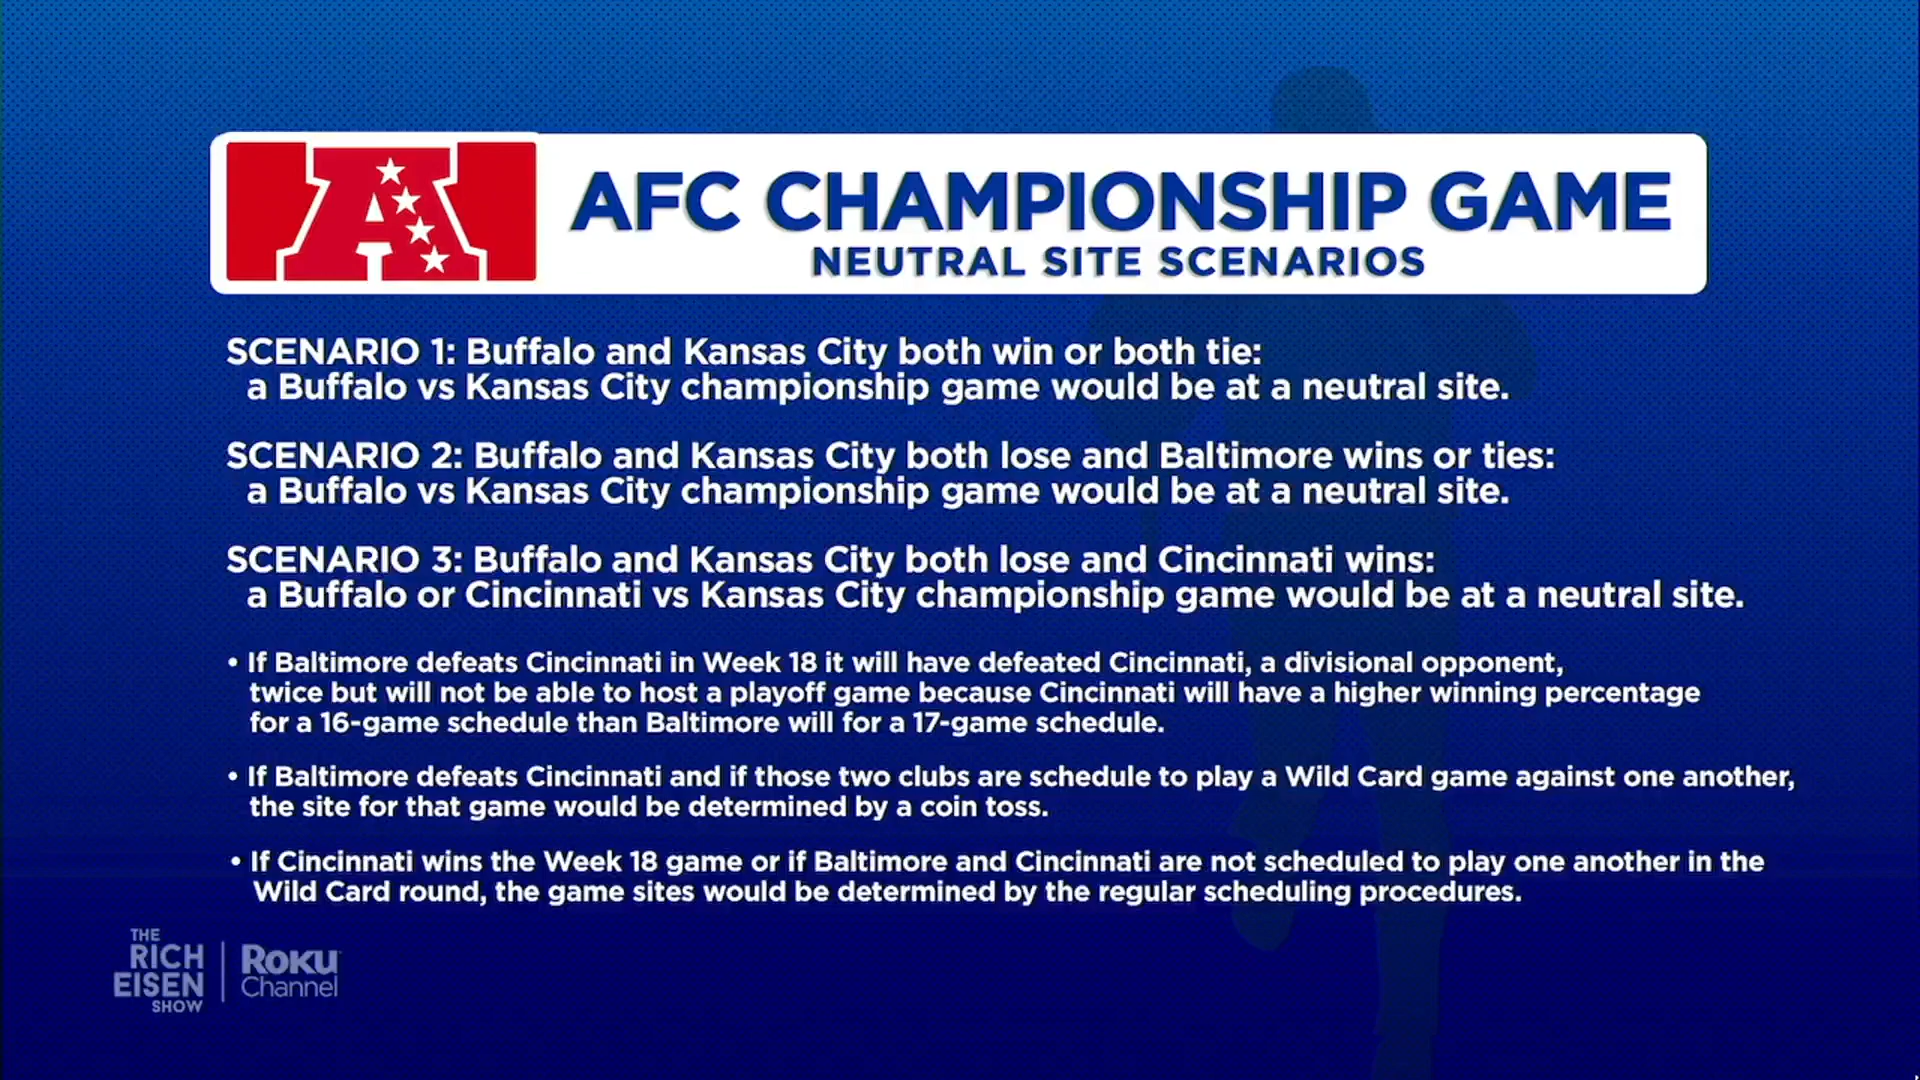 AFC CHAMPIONSHIP GAME
NEUTRAL SITE SCENARIOS
SCENARIO 1: Buffalo and Kansas City both win or both tie:
a Buffalo vs Kansas City championship game would be at a neutral site.
SCENARIO 2: Buffalo and Kansas City both lose and Baltimore wins or ties:
a Buffalo vs Kansas City championship game would be at a neutral site.
SCENARIO 3: Buffalo and Kansas City both lose and Cincinnati wins:
a Buffalo or Cincinnati vs Kansas City championship game would be at a neutral site.
• If Baltimore defeats Cincinnati in Week 18 it will have defeated Cincinnati, a divisional opponent,
twice but will not be able to host a playoff game because Cincinnati will have a higher winning percentage
for a 16-game schedule than Baltimore will for a 17-game schedule.
• If Baltimore defeats Cincinnati and if those two clubs are schedule to play a Wild Card game against one another,
the site for that game would be determined by a coin toss.
• If Cincinnati wins the Week 18 game or if Baltimore and Cincinnati are not scheduled to play one another in the
Wild Card round, the game sites would be determined by the regular scheduling procedures.
THE
RICH
EISEN
SHOW
Roku
Channel